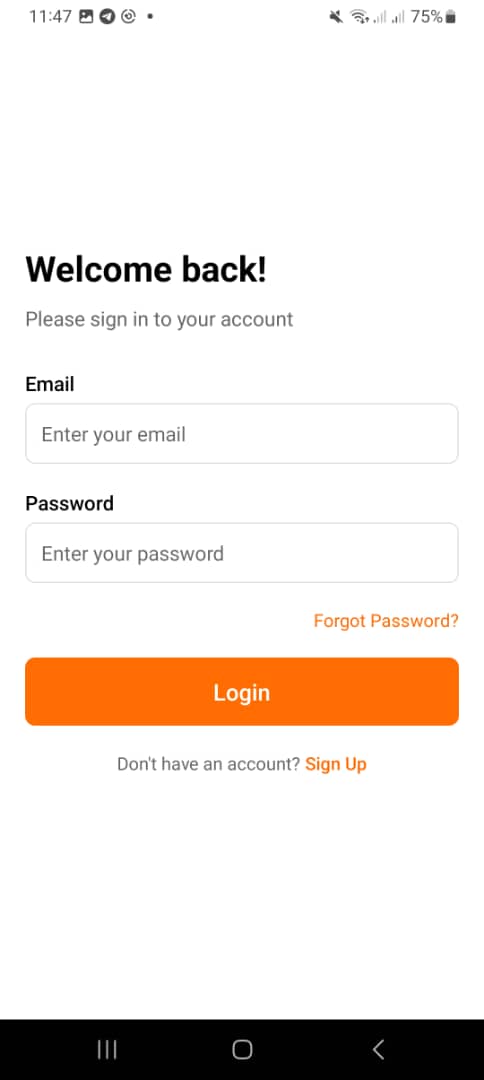 11:47 75%
Welcome back!
Please sign in to your account
Email
Enter your email
Password
Enter your password
Forgot Password?
Login
Don't have an account? Sign Up